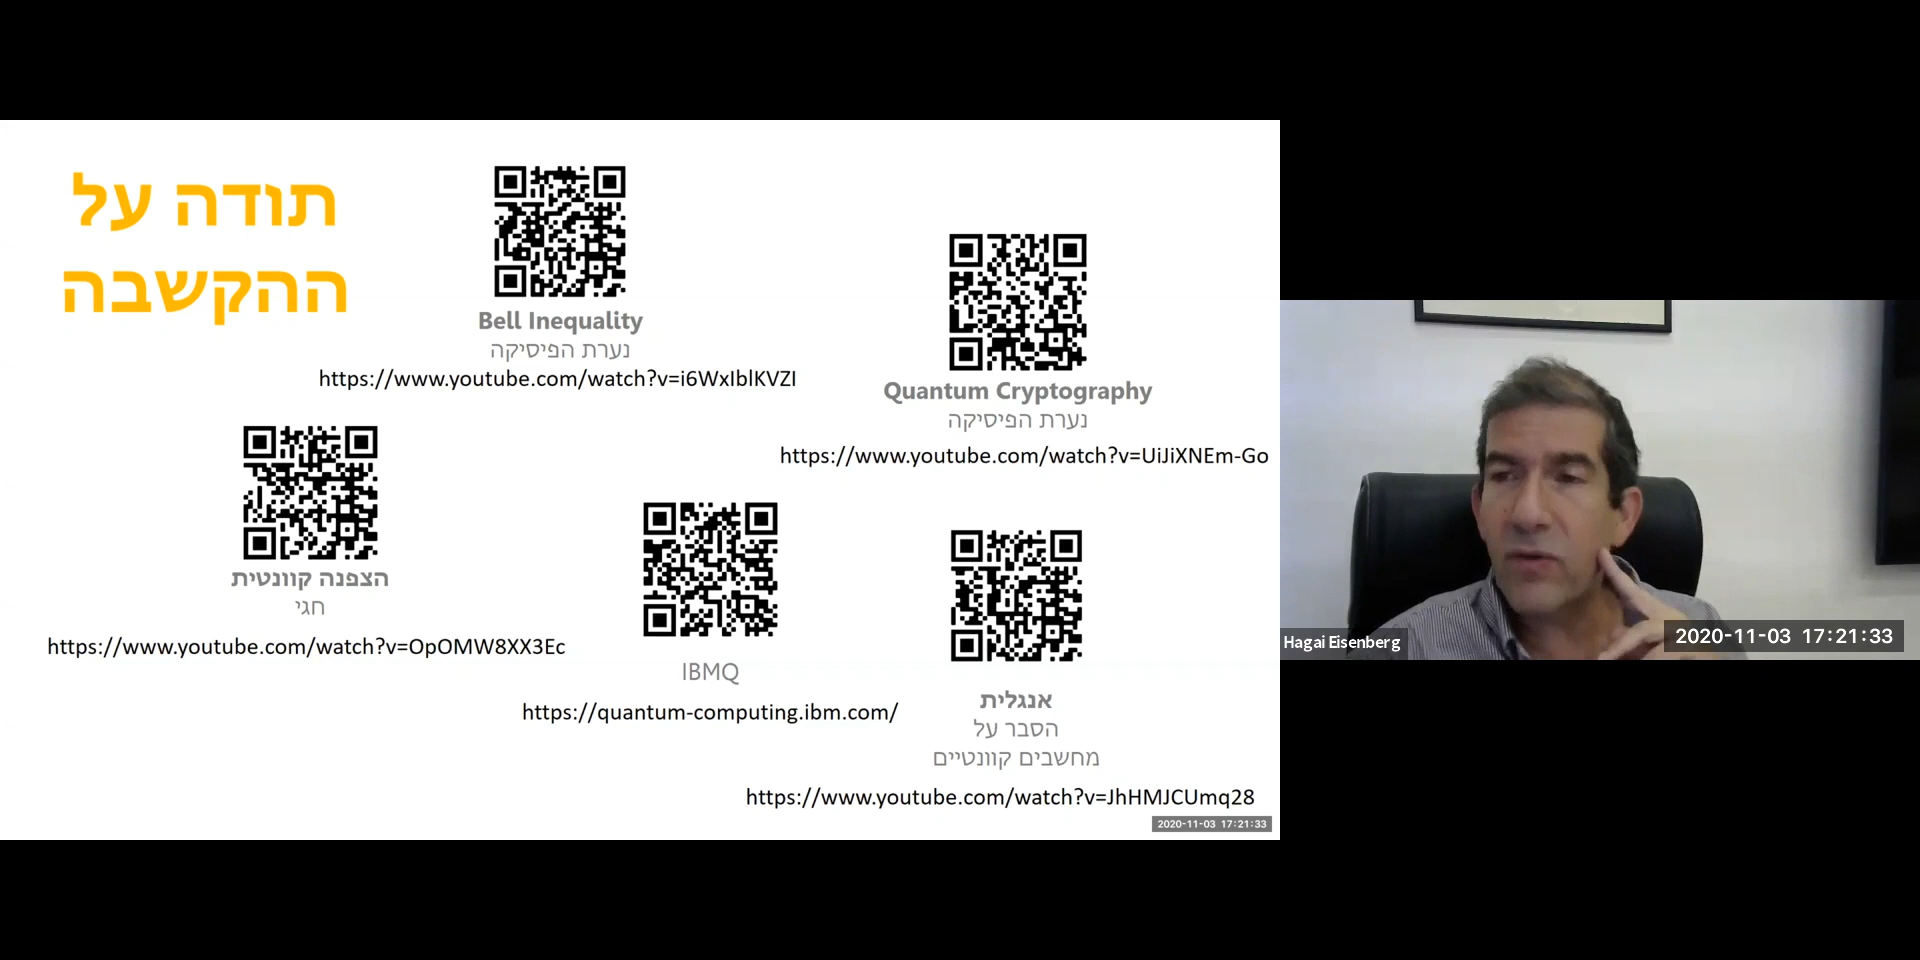 תודה על
ההקשבה
Bell Inequality
נערת הפיסיקה
https://www.youtube.com/watch?v=i6WxIblKVZI
Quantum Cryptography
נערת הפיסיקה
https://www.youtube.com/watch?v=UiJiXNEm-Go
הצפנה קוונטית
חגי
https://www.youtube.com/watch?v=OpOMW8XX3Ec
IBMQ
https://quantum-computing.ibm.com/
אנגלית
הסבר על
מחשבים קוונטיים
https://www.youtube.com/watch?v=JhHMJCUmq28
2020-11-03 17:21:33
Hagai Eisenberg
2020-11-03 17:21:33